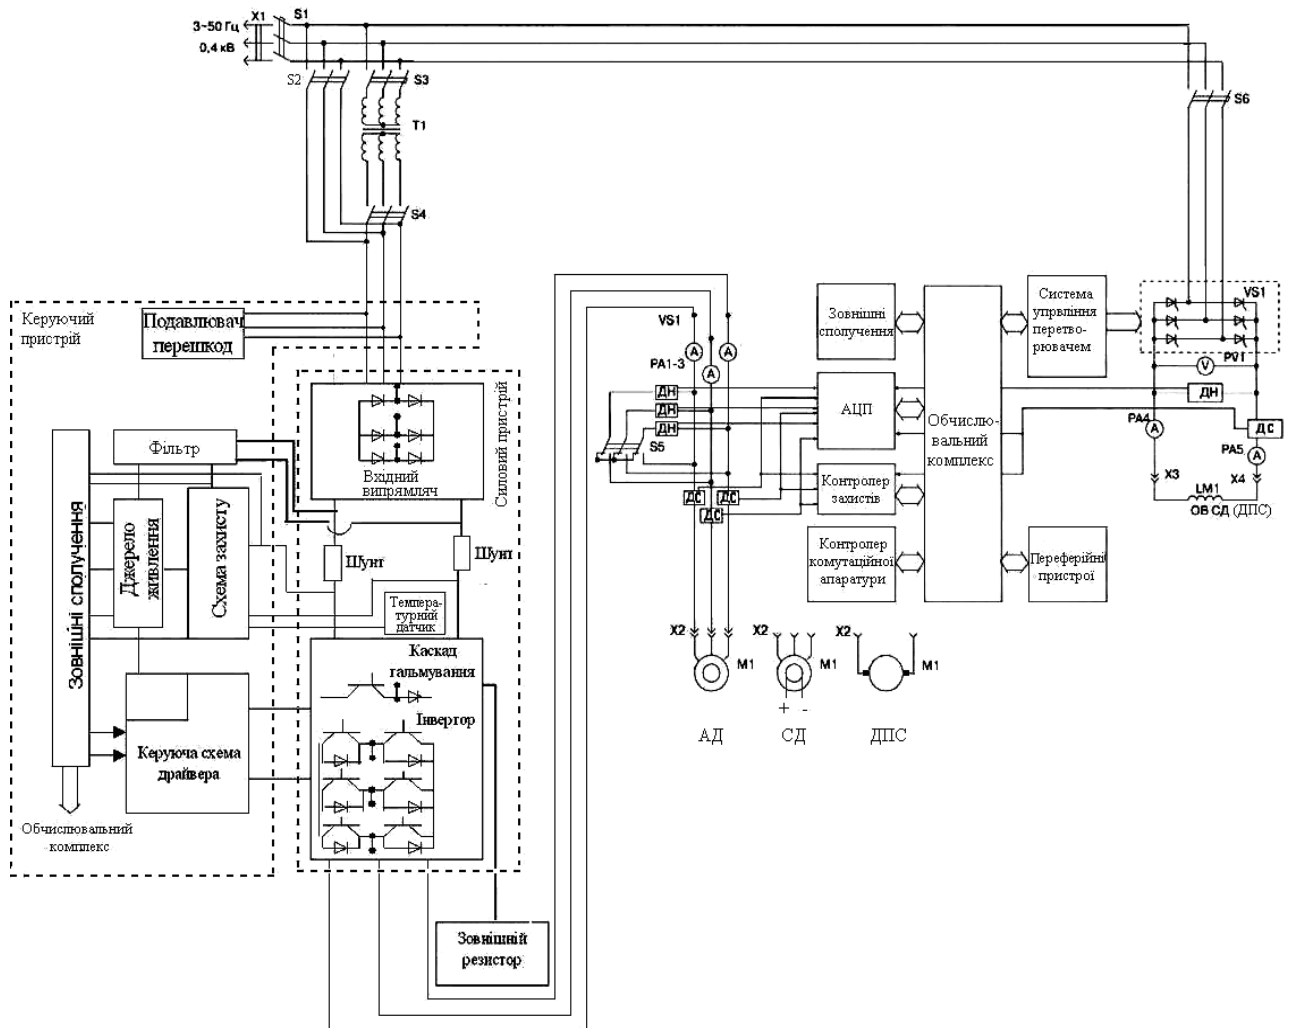 3~50 Гц
X1
S1
0,4 кВ
S2
S3
T1
S4
S6
Керуючий
пристрій
Подавлювач
перешкод
Силовий пристрій
Вхідний
випрямляч
Фільтр
Зовнішні сполучення
Джерело
живлення
Схема захисту
Шунт
Шунт
Темпера-
турний
датчик
Каскад
гальмування
Інвертор
Керуюча схема
драйвера
Обчислювальний
комплекс
Зовнішній
резистор
VS1
A
A
A
PA1-3
ДН
ДН
ДН
S5
ДС
ДС
ДС
X2
M1
АД
X2
M1
+ -
СД
X2
M1
ДПС
Зовнішні
сполучення
АЦП
Контролер
захистів
Контролер
комутаційної
апаратури
Обчислю-
вальний
комплекс
Система
упрвління
перетво-
рювачем
Переферійні
пристрої
VS1
PV1
V
ДН
PA4
A
ДС
PA5
A
X3
X4
LM1
ОВ СД (ДПС)